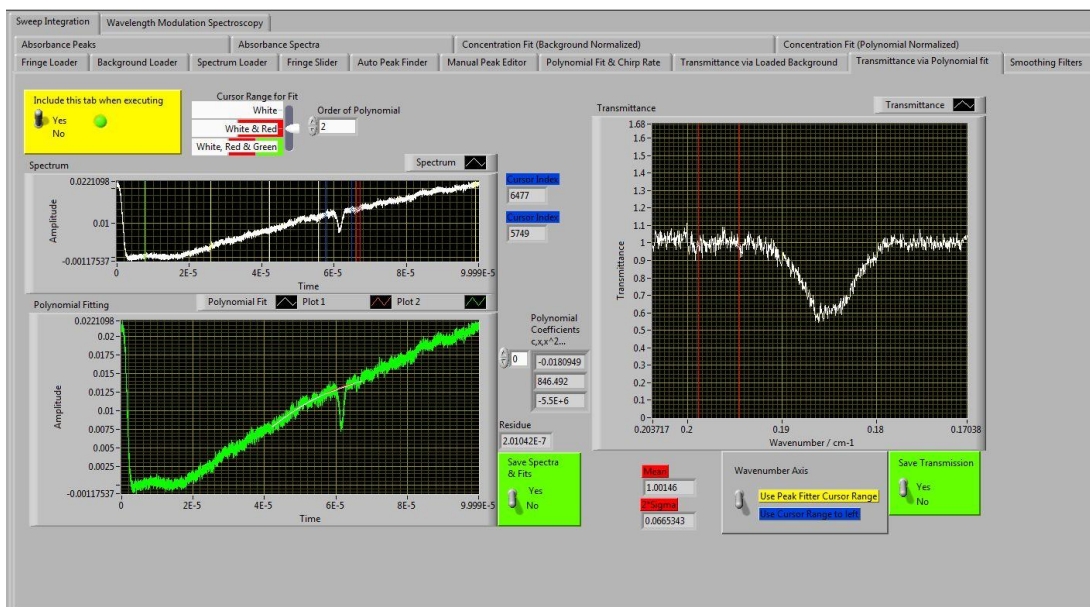 Sweep Integration Wavelength Modulation Spectroscopy
Absorbance Peaks Absorbance Spectra Concentration Fit (Background Normalized) Concentration Fit (Polynomial Normalized)
Fringe Loader Background Loader Spectrum Loader Fringe Slider Auto Peak Finder Manual Peak Editor Polynomial Fit & Chirp Rate Transmittance via Loaded Background Transmittance via Polynomial fit Smoothing Filters
Include this tab when executing
Yes
No
Cursor Range for Fit
White
White & Red
White, Red & Green
Order of Polynomial
2
Spectrum
Spectrum
0.0221098
0.01
-0.00117537
Amplitude
0 2E-5 4E-5 6E-5 8E-5 9.999E-5
Time
Cursor Index
6477
Cursor Index
5749
Polynomial Fitting
Polynomial Fit Plot 1 Plot 2
0.0221098
0.02
0.0175
0.015
0.0125
0.01
0.0075
0.005
0.0025
-0.00117537
Amplitude
0 2E-5 4E-5 6E-5 8E-5 9.999E-5
Time
Polynomial
Coefficients
c,x,x^2...
0
-0.0180949
846.492
-5.5E+6
Residue
2.01042E-7
Save Spectra
& Fits
Yes
No
Transmittance
Transmittance
1.68
1.6
1.5
1.4
1.3
1.2
1.1
1
0.9
0.8
0.7
0.6
0.5
0.4
0.3
0.2
0.1
0
Transmittance
0.203717 0.2 0.19 0.18 0.17038
Wavenumber / cm-1
Mean
1.00146
2*Sigma
0.0665343
Wavenumber Axis
Use Peak Fitter Cursor Range
Use Cursor Range to left
Save Transmission
Yes
No